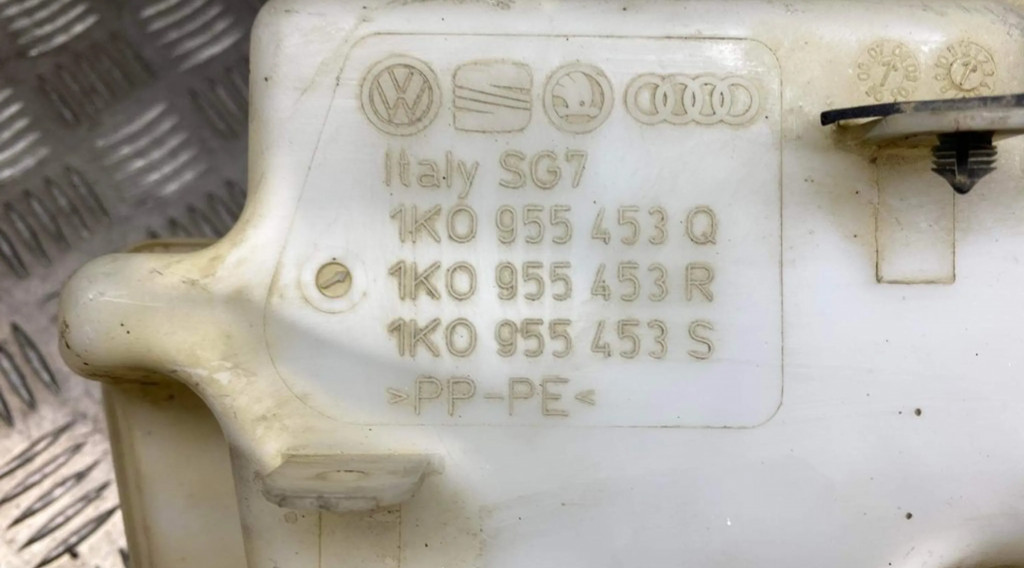 Italy SG7
1K0 955 453 Q
1K0 955 453 R
1K0 955 453 S
>PP-PE<